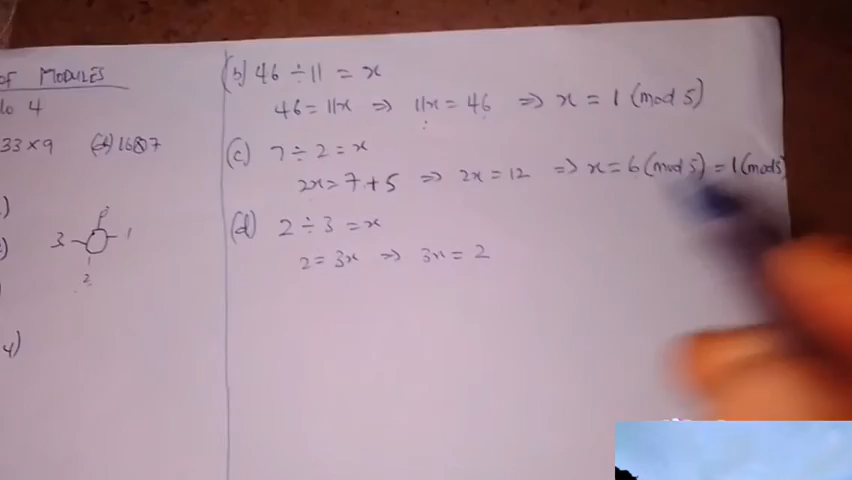 OF MODULES
lo 4
33 × 9
(b) 46 ÷ 11 = x
46 = 11x ⇒ 11x = 46 ⇒ x = 1 (mod 5)
(c) 7 ÷ 2 = x
2x = 7 + 5 ⇒ 2x = 12 ⇒ x = 6 (mod 5) = 1 (mod 5)
(d) 2 ÷ 3 = x
2 = 3x ⇒ 3x = 2
0
3 1
2
4)